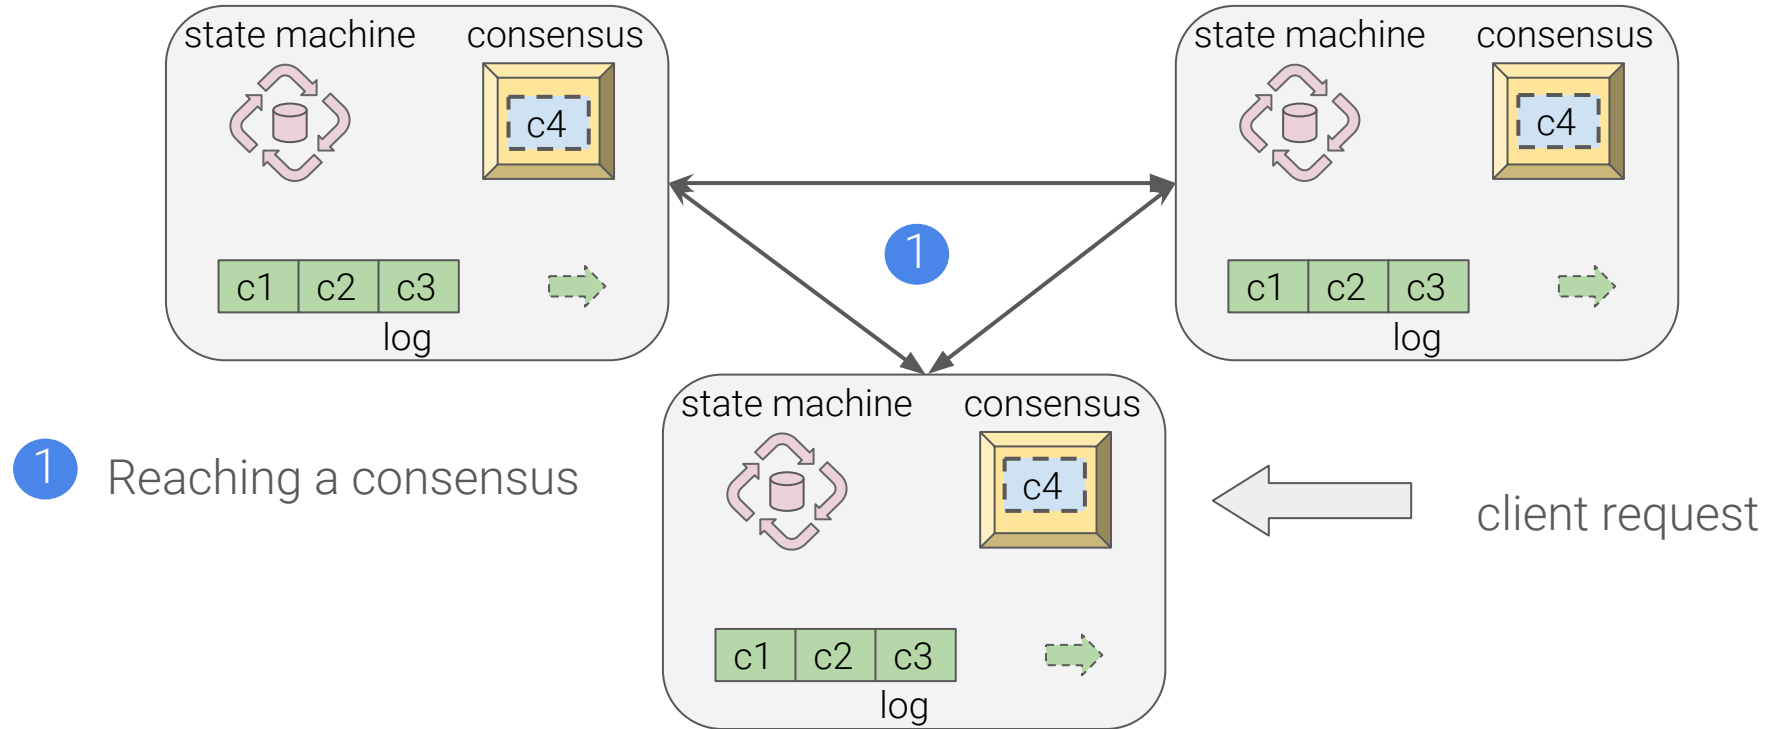 state machine consensus
c4
c1 c2 c3
log
state machine consensus
c4
c1 c2 c3
log
1
state machine consensus
c4
c1 c2 c3
log
1 Reaching a consensus
client request